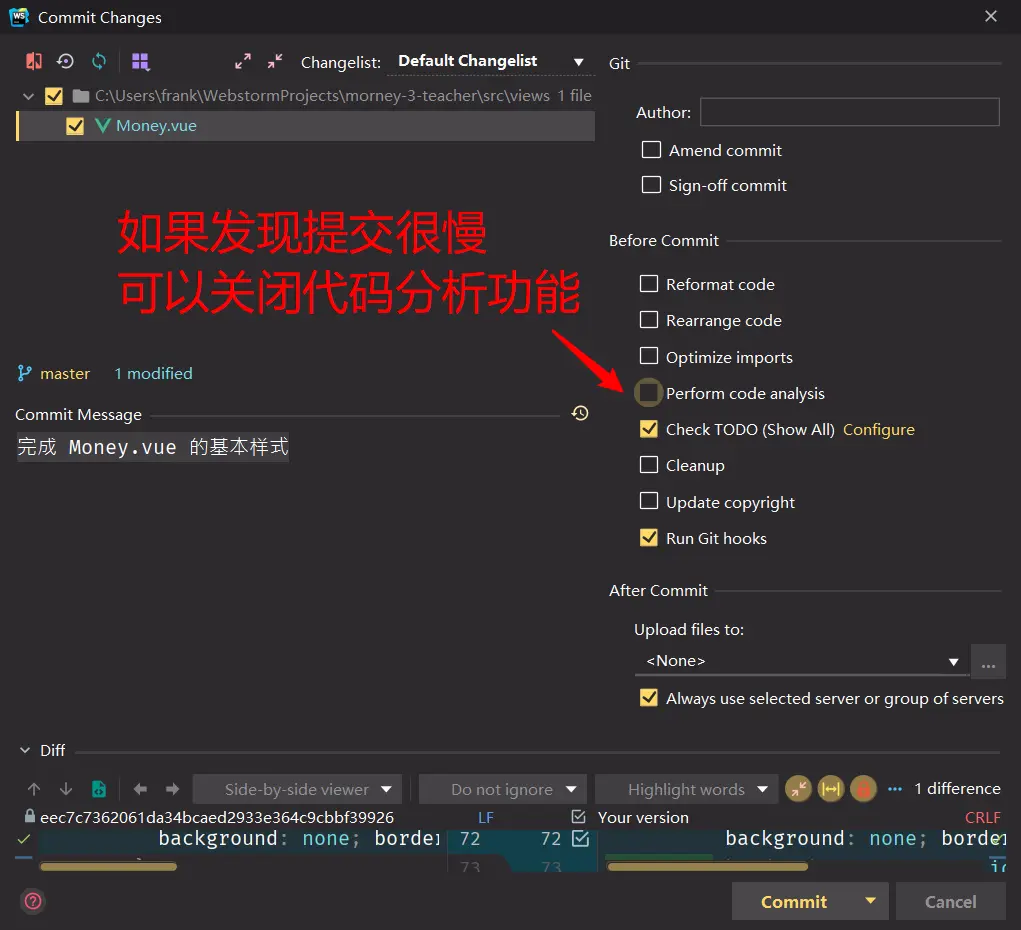 Commit Changes
Changelist: Default Changelist
C:\Users\frank\WebstormProjects\morney-3-teacher\src\views 1 file
Money.vue
如果发现提交很慢
可以关闭代码分析功能
master 1 modified
Commit Message
完成 Money.vue 的基本样式
Git
Author:
Amend commit
Sign-off commit
Before Commit
Reformat code
Rearrange code
Optimize imports
Perform code analysis
Check TODO (Show All) Configure
Cleanup
Update copyright
Run Git hooks
After Commit
Upload files to:
<None>
...
Always use selected server or group of servers
Diff
Side-by-side viewer Do not ignore Highlight words 1 difference
eec7c7362061da34bcaed2933e364c9cbbf39926 LF Your version CRLF
background: none; border 72 72 background: none; border
73 73
Commit Cancel